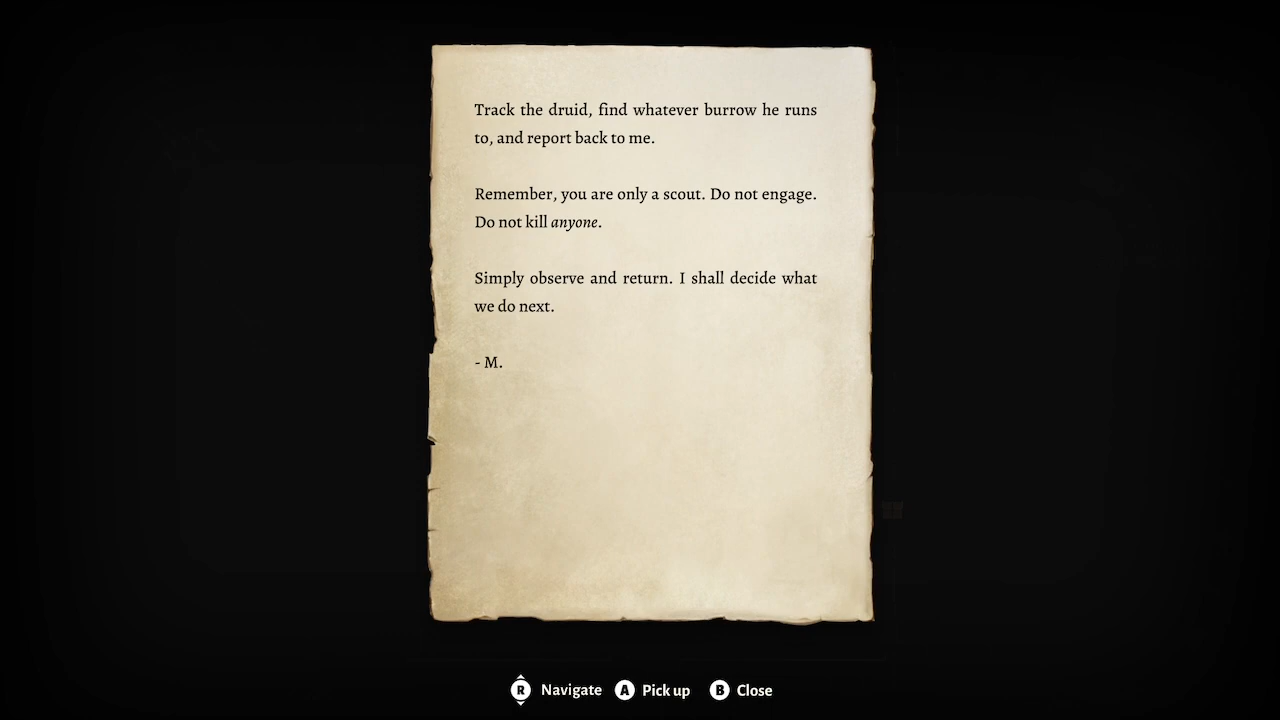 Track the druid, find whatever burrow he runs
to, and report back to me.
Remember, you are only a scout. Do not engage.
Do not kill anyone.
Simply observe and return. I shall decide what
we do next.
- M.
R Navigate A Pick up B Close